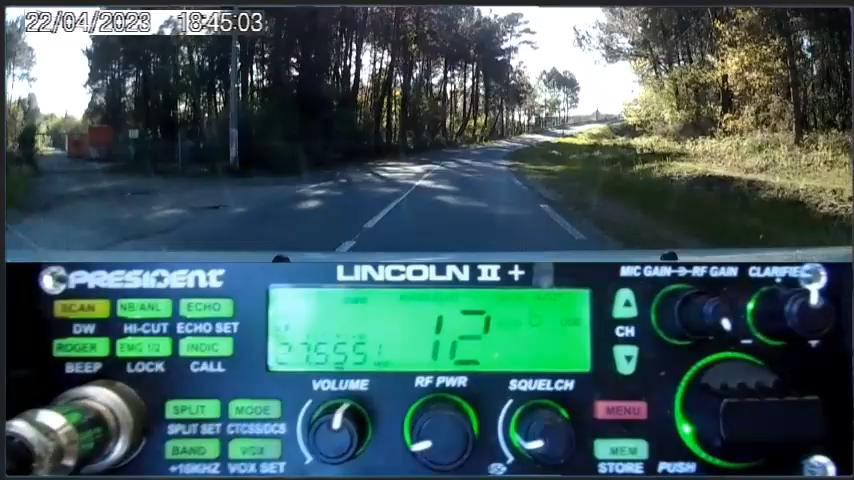 22/04/2023 18:45:03
PRESIDENT LINCOLN II + MIC GAIN RF GAIN CLARIFIER
SCAN NB/ANL ECHO
DW HI-CUT ECHO SET
ROGER EMG 1/2 INDIC
BEEP LOCK CALL
12
27.5551
CH
VOLUME RF PWR SQUELCH
SPLIT MODE MENU
SPLIT SET CTCSS/DCS
BAND VOX MEM
+10KHZ VOX SET STORE PUSH